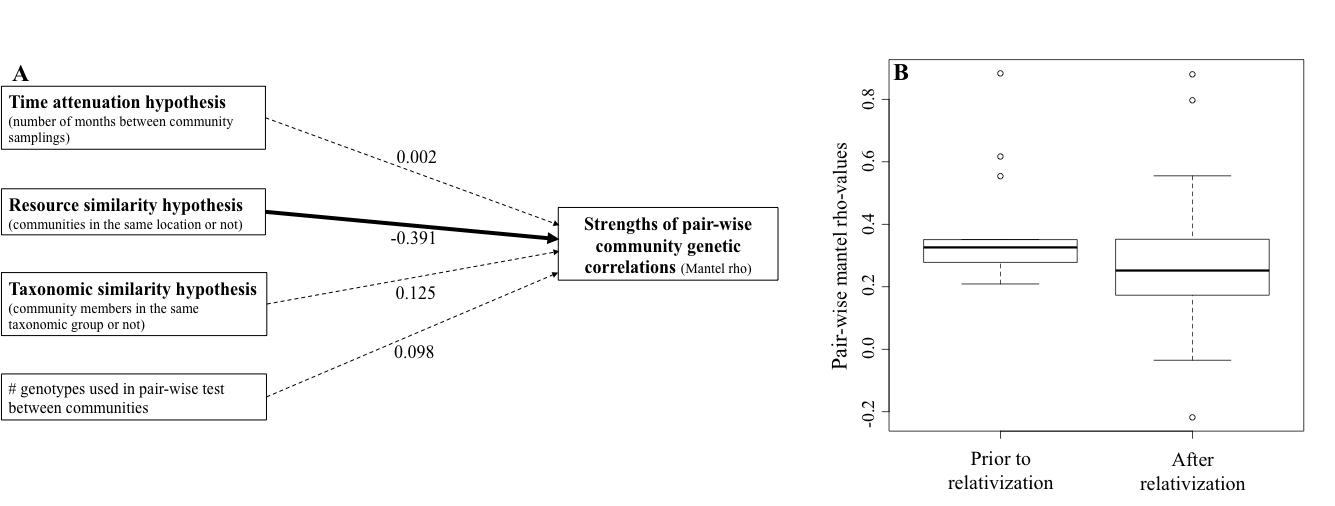 A
Time attenuation hypothesis
(number of months between community
samplings)
0.002
Resource similarity hypothesis
(communities in the same location or not)
-0.391
Taxonomic similarity hypothesis
(community members in the same
taxonomic group or not)
0.125
# genotypes used in pair-wise test
between communities
0.098
Strengths of pair-wise
community genetic
correlations (Mantel rho)
B
Pair-wise mantel rho-values
0.8
0.6
0.4
0.2
0.0
-0.2
Prior to
relativization
After
relativization